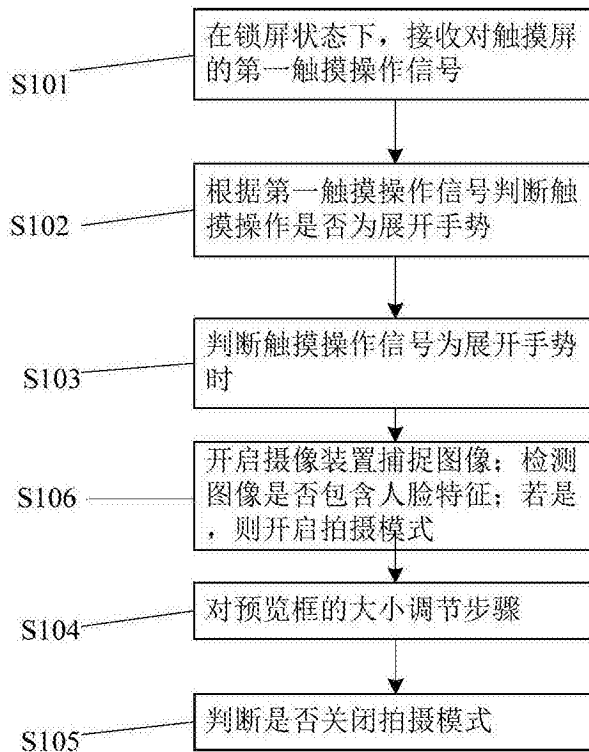 在锁屏状态下，接收对触摸屏
的第一触摸操作信号
S101
根据第一触摸操作信号判断触
摸操作是否为展开手势
S102
判断触摸操作信号为展开手势
时
S103
开启摄像装置捕捉图像；检测
图像是否包含人脸特征；若是
，则开启拍摄模式
S106
对预览框的大小调节步骤
S104
判断是否关闭拍摄模式
S105